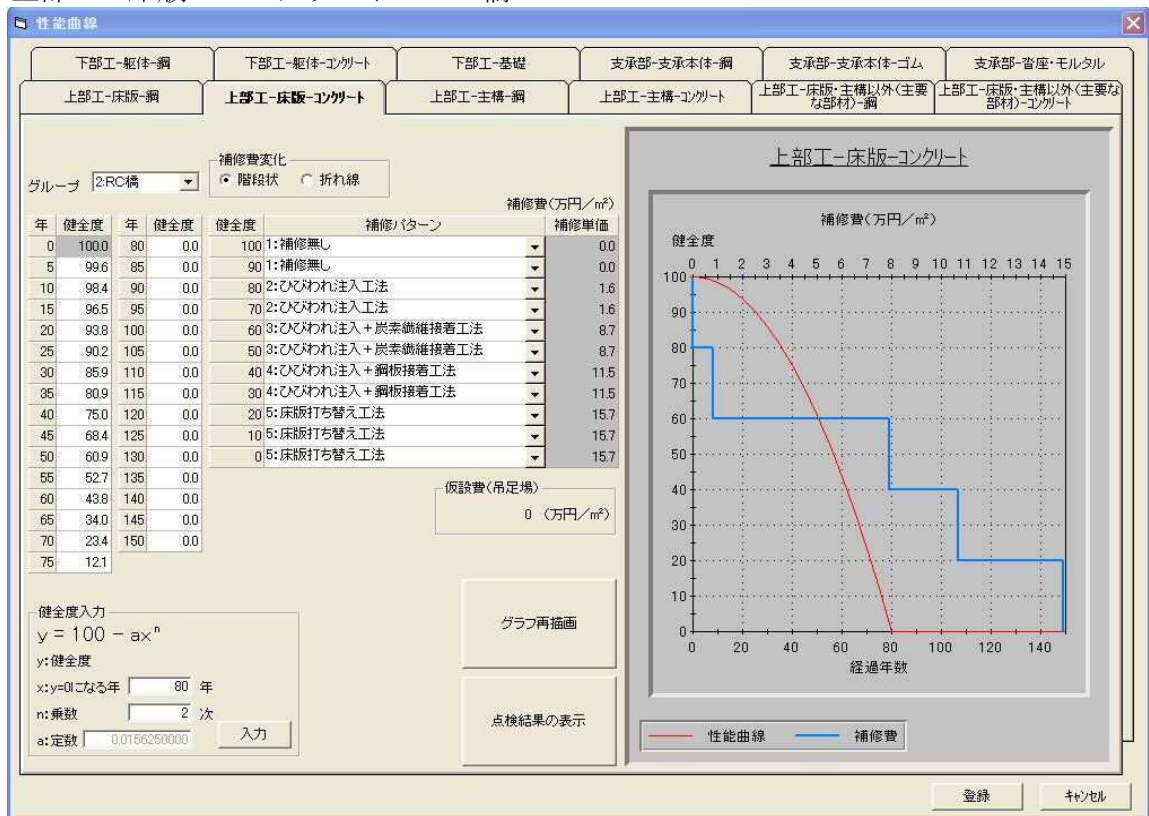 性能曲線
下部工-躯体-鋼 下部工-躯体-コンクリート 下部工-基礎 支承部-支承本体-鋼 支承部-支承本体-ゴム 支承部-沓座・モルタル
上部工-床版-鋼 上部工-床版-コンクリート 上部工-主構-鋼 上部工-主構-コンクリート 上部工-床版・主構以外(主要な部材)-鋼 上部工-床版・主構以外(主要な部材)-コンクリート
グループ 2:RC橋
補修費変化
階段状 折れ線
補修費(万円/㎡)
年 健全度 年 健全度 健全度 補修パターン 補修単価
0 100.0 80 0.0 100 1:補修無し 0.0
5 99.6 85 0.0 90 1:補修無し 0.0
10 98.4 90 0.0 80 2:ひびわれ注入工法 1.6
15 96.5 95 0.0 70 2:ひびわれ注入工法 1.6
20 93.8 100 0.0 60 3:ひびわれ注入+炭素繊維接着工法 8.7
25 90.2 105 0.0 50 3:ひびわれ注入+炭素繊維接着工法 8.7
30 85.9 110 0.0 40 4:ひびわれ注入+鋼板接着工法 11.5
35 80.9 115 0.0 30 4:ひびわれ注入+鋼板接着工法 11.5
40 75.0 120 0.0 20 5:床版打ち替え工法 15.7
45 68.4 125 0.0 10 5:床版打ち替え工法 15.7
50 60.9 130 0.0 0 5:床版打ち替え工法 15.7
55 52.7 135 0.0
60 43.8 140 0.0
65 34.0 145 0.0
70 23.4 150 0.0
75 12.1
仮設費(吊足場)
0 (万円/㎡)
健全度入力
y = 100 - axⁿ
y:健全度
x:y=0になる年 80 年
n:乗数 2 次
a:定数 0.0156250000
入力
グラフ再描画
点検結果の表示
上部工-床版-コンクリート
補修費(万円/㎡)
健全度
0 1 2 3 4 5 6 7 8 9 10 11 12 13 14 15
100
90
80
70
60
50
40
30
20
10
0
0 20 40 60 80 100 120 140
経過年数
性能曲線 補修費
登録 キャンセル